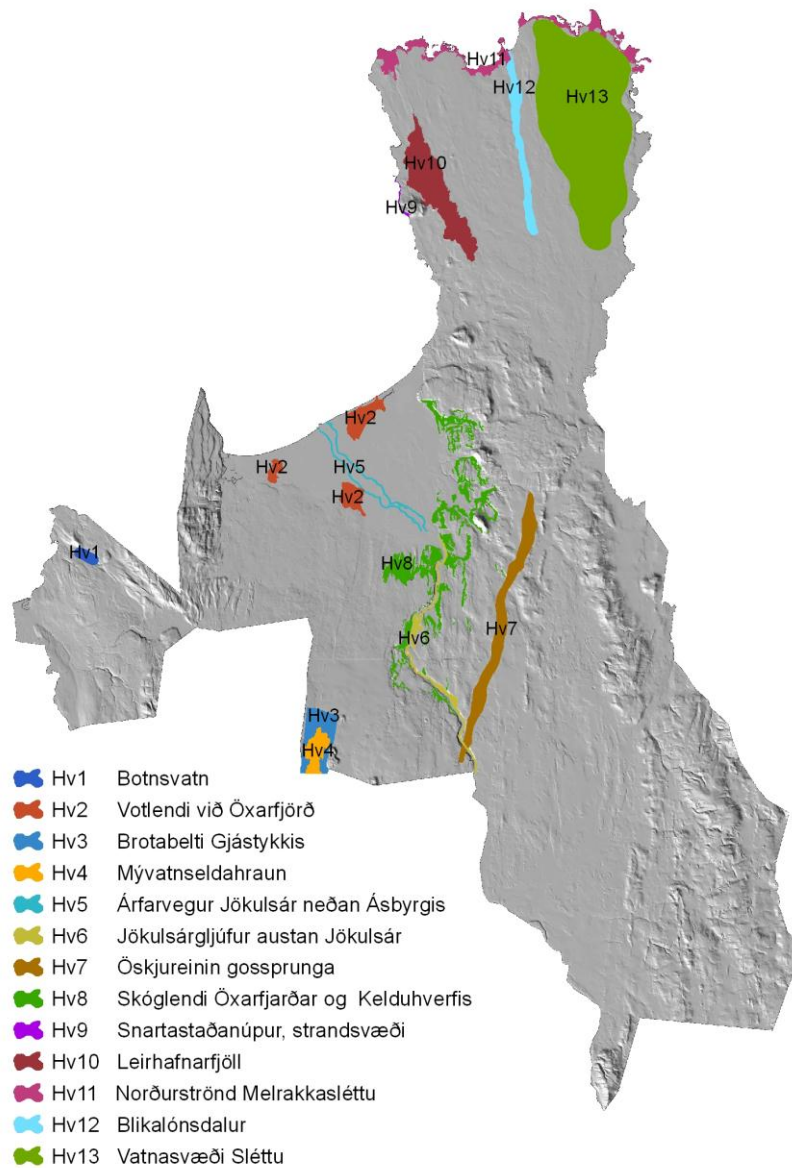 Hv11
Hv12
Hv13
Hv10
Hv9
Hv2
Hv2
Hv5
Hv2
Hv1
Hv8
Hv6
Hv7
Hv3
Hv4
Hv1 Botnsvatn
Hv2 Votlendi við Öxarfjörð
Hv3 Brotabelti Gjástykkis
Hv4 Mývatnseldahraun
Hv5 Árfarvegur Jökulsár neðan Ásbyrgis
Hv6 Jökulsárgljúfur austan Jökulsár
Hv7 Öskjureinin gossprunga
Hv8 Skóglendi Öxarfjarðar og Kelduhverfis
Hv9 Snartastaðanúpur, strandsvæði
Hv10 Leirhafnarfjöll
Hv11 Norðurströnd Melrakkasléttu
Hv12 Blikalónsdalur
Hv13 Vatnasvæði Sléttu